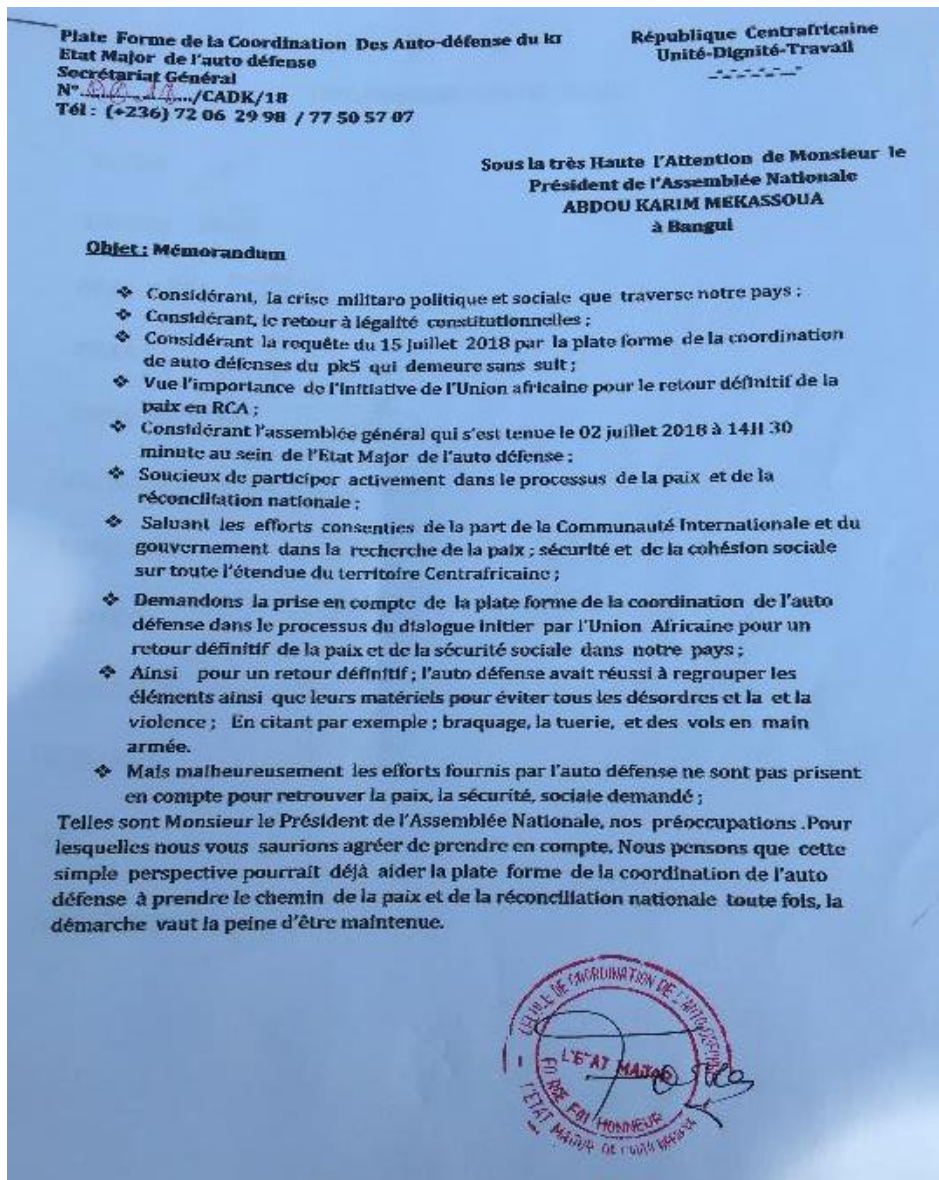 Plate Forme de la Coordination Des Auto-défense du kr
Etat Major de l'auto défense
Secrétariat Général
N° /CADK/18
Tél : (+236) 72 06 29 98 / 77 50 57 07
République Centrafricaine
Unité-Dignité-Travail
Sous la très Haute l'Attention de Monsieur le
Président de l'Assemblée Nationale
ABDOU KARIM MEKASSOUA
à Bangui
Objet : Mémorandum
❖ Considérant, la crise militaro politique et sociale que traverse notre pays ;
❖ Considérant, le retour à légalité constitutionnelles ;
❖ Considérant la requête du 15 juillet 2018 par la plate forme de la coordination
de auto défenses du pk5 qui demeure sans suit ;
❖ Vue l'importance de l'initiative de l'Union africaine pour le retour définitif de la
paix en RCA ;
❖ Considérant l'assemblée général qui s'est tenue le 02 juillet 2018 à 14H 30
minute au sein de l'Etat Major de l'auto défense ;
❖ Soucieux de participer activement dans le processus de la paix et de la
réconciliation nationale ;
❖ Saluant les efforts consenties de la part de la Communauté Internationale et du
gouvernement dans la recherche de la paix ; sécurité et de la cohésion sociale
sur toute l'étendue du territoire Centrafricaine ;
❖ Demandons la prise en compte de la plate forme de la coordination de l'auto
défense dans le processus du dialogue initier par l'Union Africaine pour un
retour définitif de la paix et de la sécurité sociale dans notre pays ;
❖ Ainsi pour un retour définitif ; l'auto défense avait réussi à regrouper les
éléments ainsi que leurs matériels pour éviter tous les désordres et la et la
violence ; En citant par exemple ; braquage, la tuerie, et des vols en main
armée.
❖ Mais malheureusement les efforts fournis par l'auto défense ne sont pas prisent
en compte pour retrouver la paix, la sécurité, sociale demandé ;
Telles sont Monsieur le Président de l'Assemblée Nationale, nos préoccupations .Pour
lesquelles nous vous saurions agréer de prendre en compte. Nous pensons que cette
simple perspective pourrait déjà aider la plate forme de la coordination de l'auto
défense à prendre le chemin de la paix et de la réconciliation nationale toute fois, la
démarche vaut la peine d'être maintenue.
CELLULE DE COORDINATION DE L'AUTO DEFENSE
L'ETAT MAJOR
HONNEUR
L'ETAT MAJOR DE L'AUTO DEFENSE